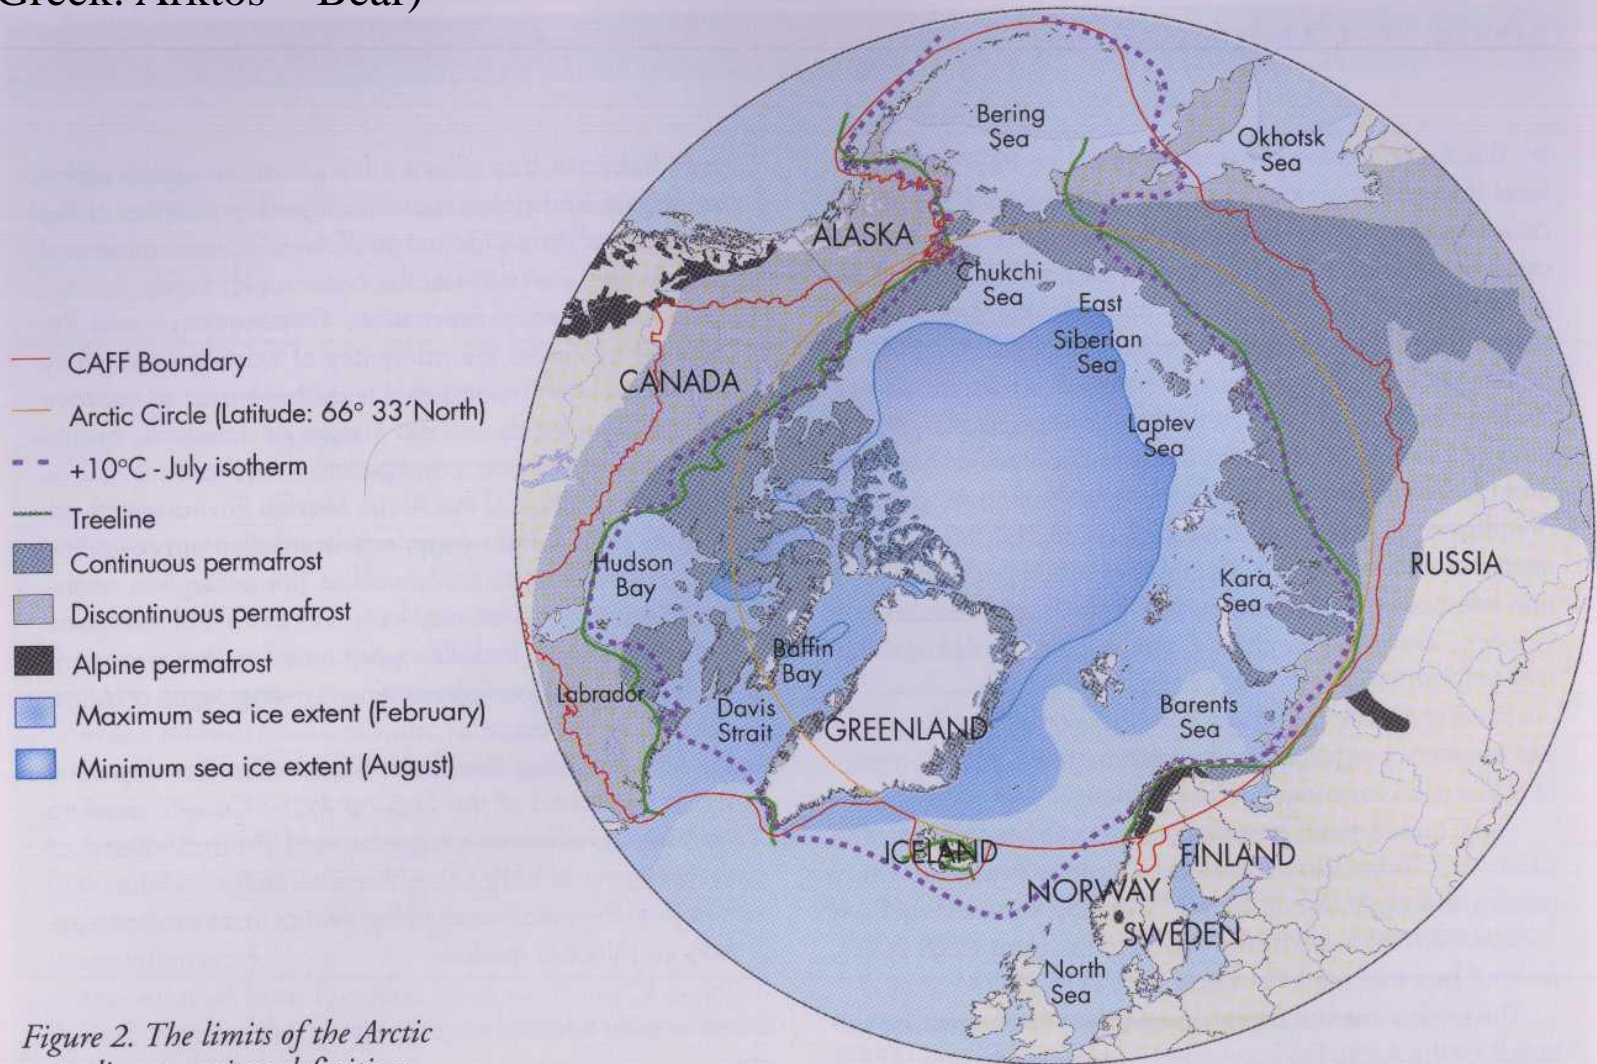 Greek: Arktos = Bear)
Bering
Sea
Okhotsk
Sea
ALASKA
Chukchi
Sea
East
Siberian
Sea
CANADA
Laptev
Sea
CAFF Boundary
Arctic Circle (Latitude: 66° 33´North)
+10°C - July isotherm
Treeline
Continuous permafrost
Discontinuous permafrost
Alpine permafrost
Maximum sea ice extent (February)
Minimum sea ice extent (August)
Hudson
Bay
RUSSIA
Kara
Sea
Baffin
Bay
Labrador
Davis
Strait
GREENLAND
Barents
Sea
ICELAND
FINLAND
NORWAY
SWEDEN
North
Sea
Figure 2. The limits of the Arctic